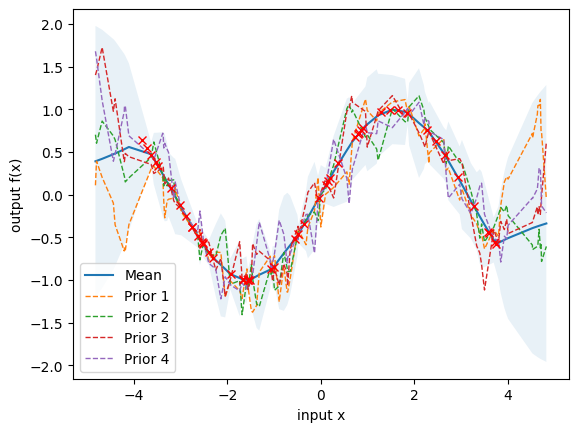 2.0
1.5
1.0
0.5
0.0
−0.5
−1.0
−1.5
−2.0
output f(x)
Mean
Prior 1
Prior 2
Prior 3
Prior 4
−4
−2
0
2
4
input x